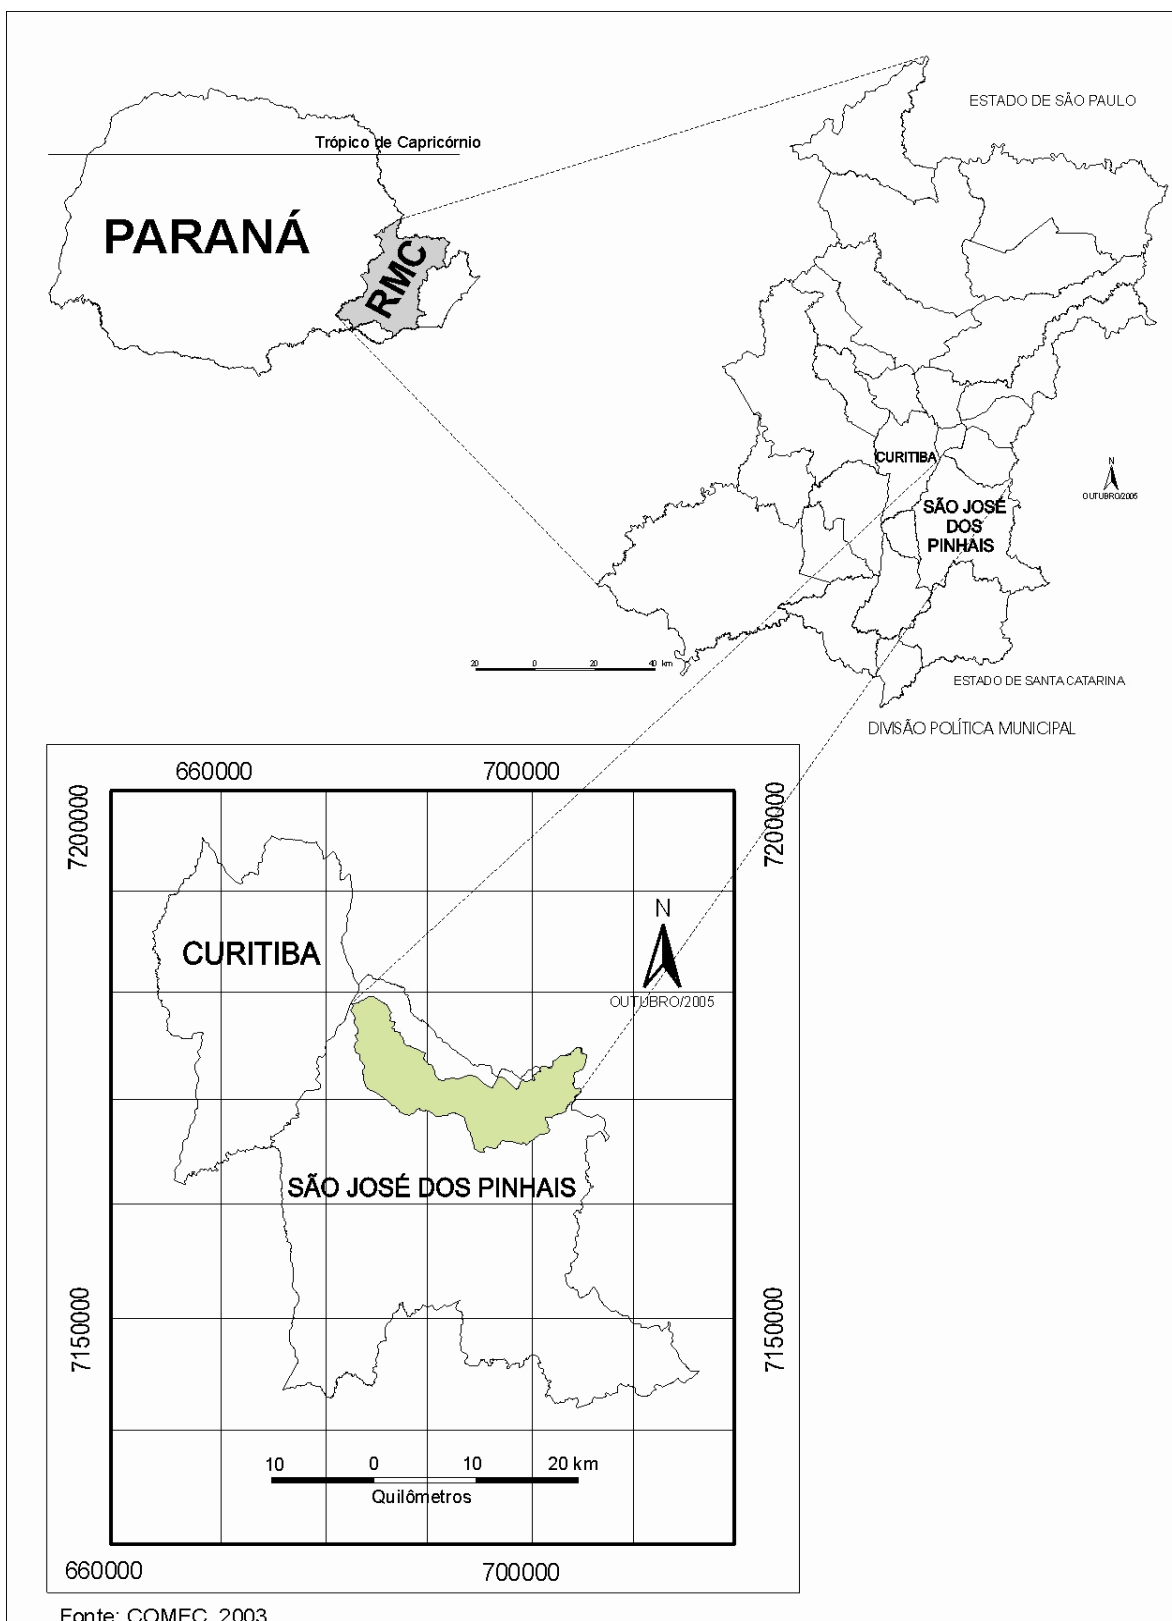 ESTADO DE SÃO PAULO
Trópico de Capricórnio
PARANÁ
RMC
CURITIBA
N
OUTUBRO/2005
SÃO JOSÉ
DOS
PINHAIS
20 0 20 40 km
ESTADO DE SANTA CATARINA
DIVISÃO POLÍTICA MUNICIPAL
660000 700000
7200000
7200000
N
CURITIBA
OUTUBRO/2005
SÃO JOSÉ DOS PINHAIS
7150000
7150000
10 0 10 20 km
Quilômetros
660000 700000
Fonte: COMEC, 2003